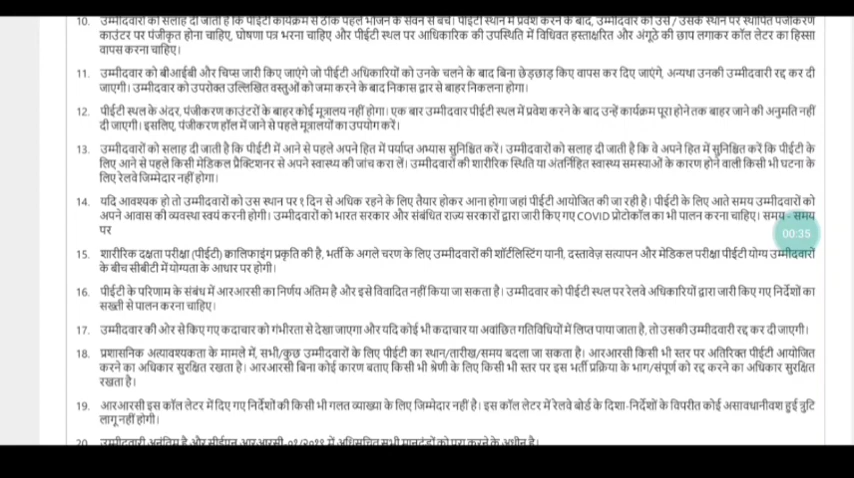 10. उम्मीदवारों को सलाह दी जाती है कि पीईटी कार्यक्रम से ठीक पहले भोजन के सेवन से बचें। पीईटी स्थान में प्रवेश करने के बाद, उम्मीदवार को उसे / उसके स्थान पर स्थापित पंजीकरण
काउंटर पर पंजीकृत होना चाहिए, घोषणा पत्र भरना चाहिए और पीईटी स्थल पर आधिकारिक की उपस्थिति में विधिवत हस्ताक्षरित और अंगूठे की छाप लगाकर कॉल लेटर का हिस्सा
वापस करना चाहिए।
11. उम्मीदवार को बीआईबी और चिप्स जारी किए जाएंगे जो पीईटी अधिकारियों को उनके चलने के बाद बिना छेड़छाड़ किए वापस कर दिए जाएंगे, अन्यथा उनकी उम्मीदवारी रद्द कर दी
जाएगी। उम्मीदवार को उपरोक्त उल्लिखित वस्तुओं को जमा करने के बाद निकास द्वार से बाहर निकलना होगा।
12. पीईटी स्थल के अंदर, पंजीकरण काउंटरों के बाहर कोई मूत्रालय नहीं होगा। एक बार उम्मीदवार पीईटी स्थल में प्रवेश करने के बाद उन्हें कार्यक्रम पूरा होने तक बाहर जाने की अनुमति नहीं
दी जाएगी। इसलिए, पंजीकरण हॉल में जाने से पहले मूत्रालयों का उपयोग करें।
13. उम्मीदवारों को सलाह दी जाती है कि पीईटी में आने से पहले अपने हित में पर्याप्त अभ्यास सुनिश्चित करें। उम्मीदवारों को सलाह दी जाती है कि वे अपने हित में सुनिश्चित करें कि पीईटी के
लिए आने से पहले किसी मेडिकल प्रैक्टिशनर से अपने स्वास्थ्य की जांच करा लें। उम्मीदवारों की शारीरिक स्थिति या अंतर्निहित स्वास्थ्य समस्याओं के कारण होने वाली किसी भी घटना के
लिए रेलवे जिम्मेदार नहीं होगा।
14. यदि आवश्यक हो तो उम्मीदवारों को उस स्थान पर १ दिन से अधिक रहने के लिए तैयार होकर आना होगा जहां पीईटी आयोजित की जा रही है। पीईटी के लिए आते समय उम्मीदवारों को
अपने आवास की व्यवस्था स्वयं करनी होगी। उम्मीदवारों को भारत सरकार और संबंधित राज्य सरकारों द्वारा जारी किए गए COVID प्रोटोकॉल का भी पालन करना चाहिए। समय - समय
पर
00:35
15. शारीरिक दक्षता परीक्षा (पीईटी) क्वालिफाइंग प्रकृति की है, भर्ती के अगले चरण के लिए उम्मीदवारों की शॉर्टलिस्टिंग यानी, दस्तावेज़ सत्यापन और मेडिकल परीक्षा पीईटी योग्य उम्मीदवारों
के बीच सीबीटी में योग्यता के आधार पर होगी।
16. पीईटी के परिणाम के संबंध में आरआरसी का निर्णय अंतिम है और इसे विवादित नहीं किया जा सकता है। उम्मीदवार को पीईटी स्थल पर रेलवे अधिकारियों द्वारा जारी किए गए निर्देशों का
सख्ती से पालन करना चाहिए।
17. उम्मीदवार की ओर से किए गए कदाचार को गंभीरता से देखा जाएगा और यदि कोई भी कदाचार या अवांछित गतिविधियों में लिप्त पाया जाता है, तो उसकी उम्मीदवारी रद्द कर दी जाएगी।
18. प्रशासनिक अत्यावश्यकता के मामले में, सभी/कुछ उम्मीदवारों के लिए पीईटी का स्थान/तारीख/समय बदला जा सकता है। आरआरसी किसी भी स्तर पर अतिरिक्त पीईटी आयोजित
करने का अधिकार सुरक्षित रखता है। आरआरसी बिना कोई कारण बताए किसी भी श्रेणी के लिए किसी भी स्तर पर इस भर्ती प्रक्रिया के भाग/संपूर्ण को रद्द करने का अधिकार सुरक्षित
रखता है।
19. आरआरसी इस कॉल लेटर में दिए गए निर्देशों की किसी भी गलत व्याख्या के लिए जिम्मेदार नहीं है। इस कॉल लेटर में रेलवे बोर्ड के दिशा-निर्देशों के विपरीत कोई असावधानीवश हुई त्रुटि
लागू नहीं होगी।
20. उम्मीदवारी अनंतिम है और सीईएन आरआरसी-०१/२०१९ में अधिसूचित सभी मानदंडों को पूरा करने के अधीन है।